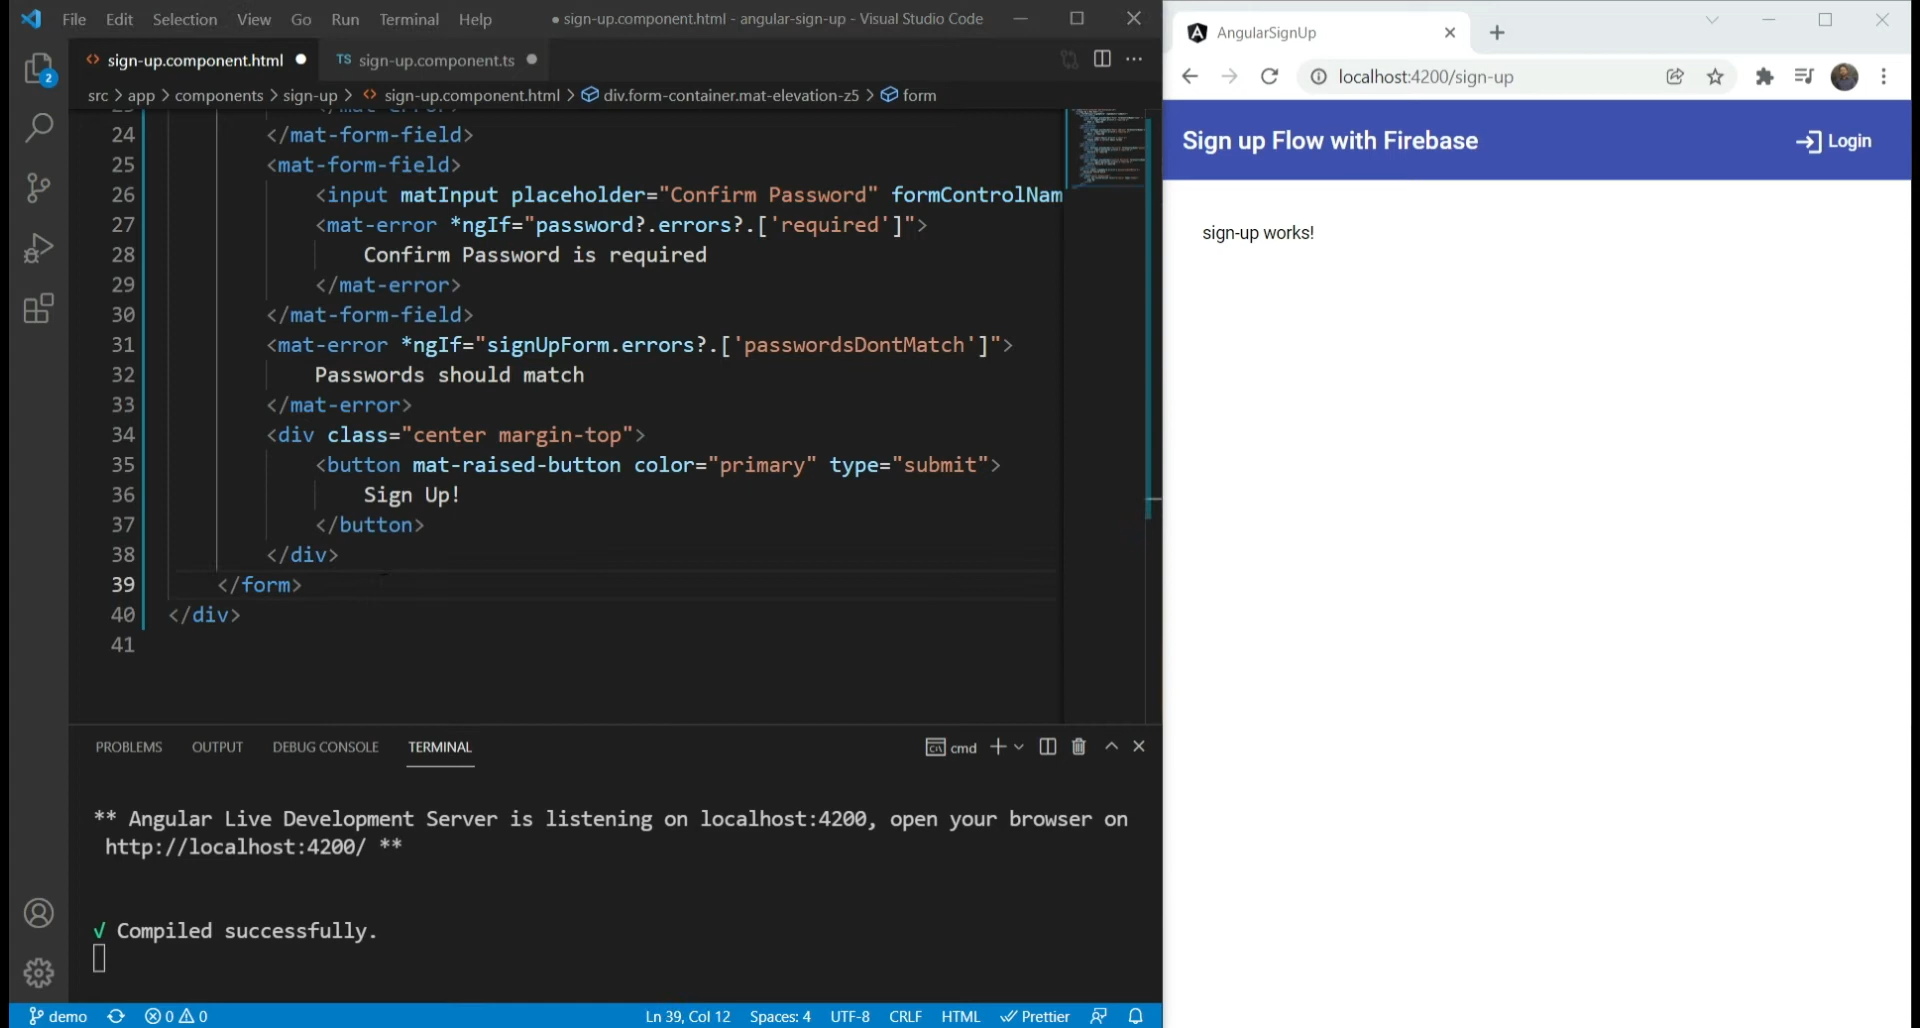 File Edit Selection View Go Run Terminal Help
● sign-up.component.html - angular-sign-up - Visual Studio Code
sign-up.component.html
TS sign-up.component.ts
src > app > components > sign-up > sign-up.component.html > div.form-container.mat-elevation-z5 > form
24 </mat-form-field>
25 <mat-form-field>
26 <input matInput placeholder="Confirm Password" formControlNam
27 <mat-error *ngIf="password?.errors?.['required']">
28 Confirm Password is required
29 </mat-error>
30 </mat-form-field>
31 <mat-error *ngIf="signUpForm.errors?.['passwordsDontMatch']">
32 Passwords should match
33 </mat-error>
34 <div class="center margin-top">
35 <button mat-raised-button color="primary" type="submit">
36 Sign Up!
37 </button>
38 </div>
39 </form>
40 </div>
41
2
PROBLEMS OUTPUT DEBUG CONSOLE TERMINAL
cmd
** Angular Live Development Server is listening on localhost:4200, open your browser on
http://localhost:4200/ **
√ Compiled successfully.
demo 0 0
Ln 39, Col 12 Spaces: 4 UTF-8 CRLF HTML Prettier
AngularSignUp
localhost:4200/sign-up
Sign up Flow with Firebase
Login
sign-up works!